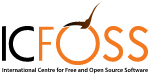 ICFOSS
International Centre for Free and Open Source Software